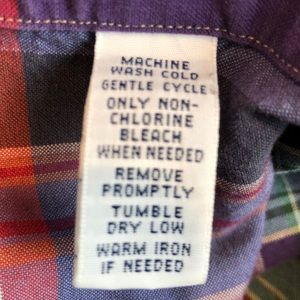 MACHINE
WASH COLD
GENTLE CYCLE
ONLY NON-
CHLORINE
BLEACH
WHEN NEEDED
REMOVE
PROMPTLY
TUMBLE
DRY LOW
WARM IRON
IF NEEDED